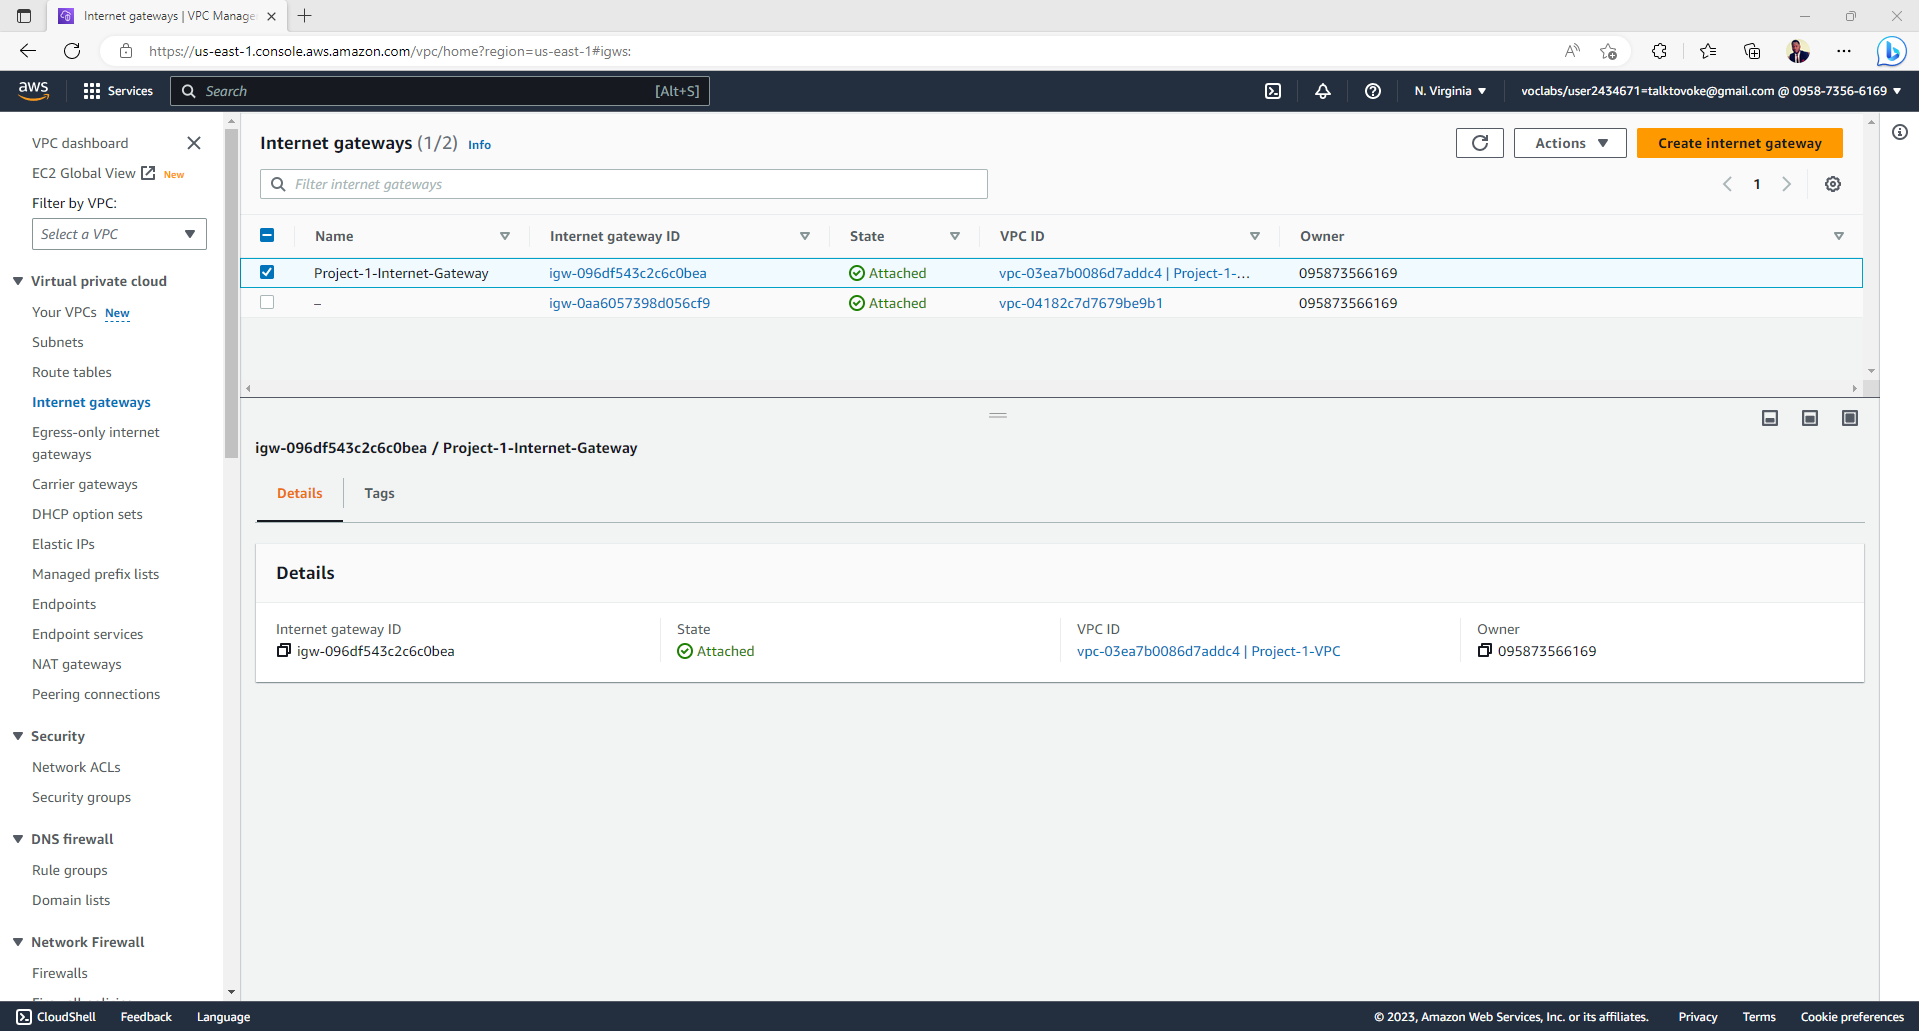 Internet gateways | VPC Manage
https://us-east-1.console.aws.amazon.com/vpc/home?region=us-east-1#igws:
aws
Services
Search [Alt+S]
N. Virginia
voclabs/user2434671=talktovoke@gmail.com @ 0958-7356-6169
VPC dashboard
EC2 Global View New
Filter by VPC:
Select a VPC
Virtual private cloud
Your VPCs New
Subnets
Route tables
Internet gateways
Egress-only internet
gateways
Carrier gateways
DHCP option sets
Elastic IPs
Managed prefix lists
Endpoints
Endpoint services
NAT gateways
Peering connections
Security
Network ACLs
Security groups
DNS firewall
Rule groups
Domain lists
Network Firewall
Firewalls
Internet gateways (1/2) Info
Actions
Create internet gateway
Filter internet gateways
1
Name Internet gateway ID State VPC ID Owner
Project-1-Internet-Gateway igw-096df543c2c6c0bea Attached vpc-03ea7b0086d7addc4 | Project-1-... 095873566169
– igw-0aa6057398d056cf9 Attached vpc-04182c7d7679be9b1 095873566169
igw-096df543c2c6c0bea / Project-1-Internet-Gateway
Details Tags
Details
Internet gateway ID State VPC ID Owner
igw-096df543c2c6c0bea Attached vpc-03ea7b0086d7addc4 | Project-1-VPC 095873566169
CloudShell Feedback Language
© 2023, Amazon Web Services, Inc. or its affiliates. Privacy Terms Cookie preferences